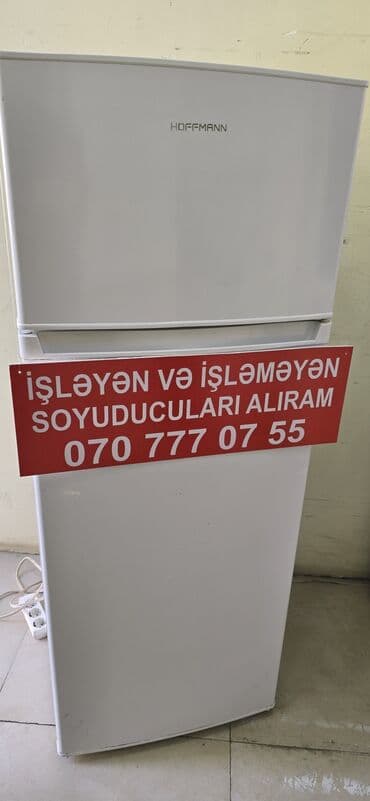 HOFFMANN
İŞLƏYƏN VƏ İŞLƏMƏYƏN
SOYUDUCULARI ALIRAM
070 777 07 55